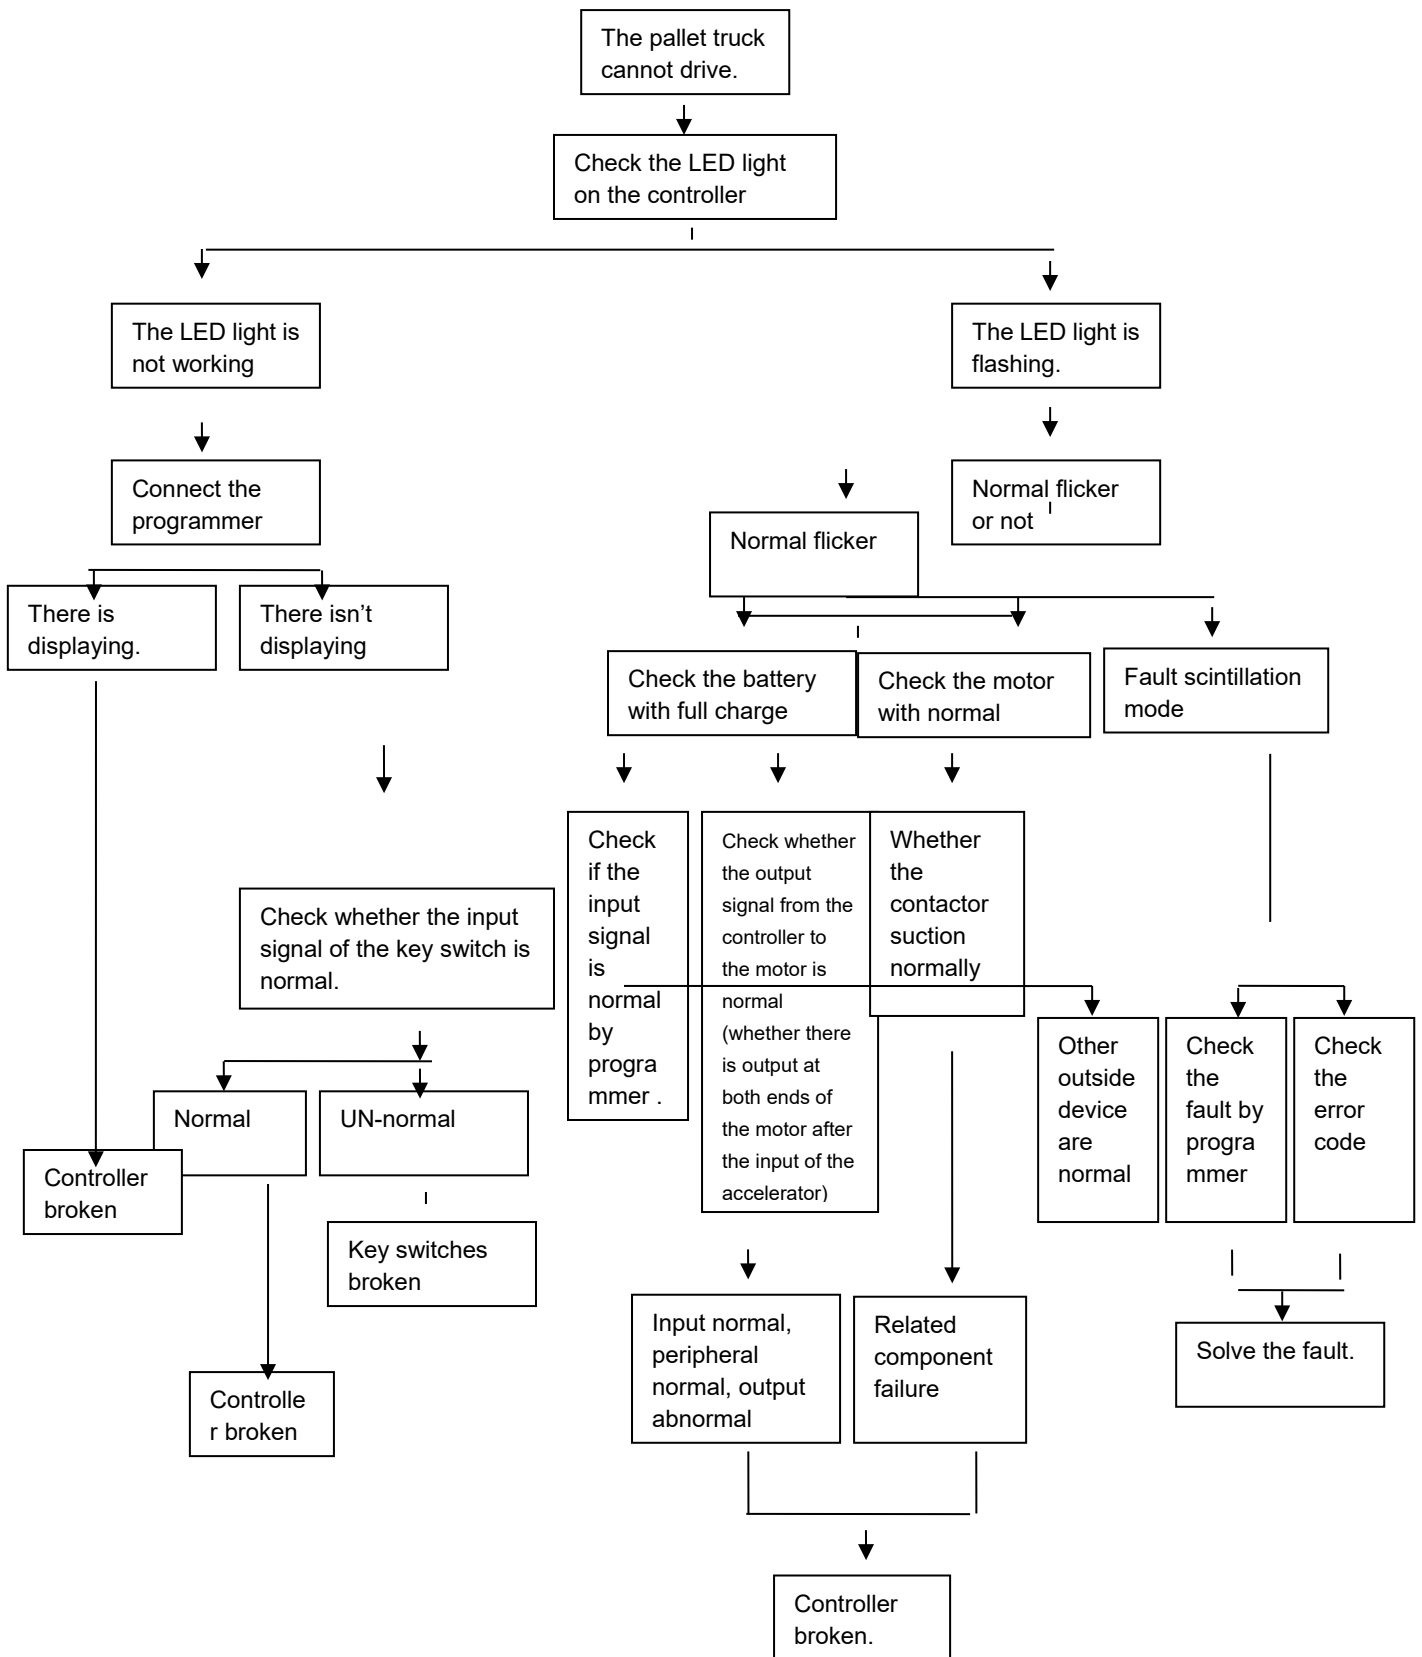 The pallet truck
cannot drive.
Check the LED light
on the controller
The LED light is
not working
The LED light is
flashing.
Connect the
programmer
Normal flicker
or not
Normal flicker
There is
displaying.
There isn’t
displaying
Check the battery
with full charge
Check the motor
with normal
Fault scintillation
mode
Check whether the input
signal of the key switch is
normal.
Check
if the
input
signal
is
normal
by
progra
mmer .
Check whether
the output
signal from the
controller to
the motor is
normal
(whether there
is output at
both ends of
the motor after
the input of the
accelerator)
Whether
the
contactor
suction
normally
Other
outside
device
are
normal
Check
the
fault by
progra
mmer
Check
the
error
code
Normal
UN-normal
Controller
broken
Key switches
broken
Controlle
r broken
Input normal,
peripheral
normal, output
abnormal
Related
component
failure
Solve the fault.
Controller
broken.